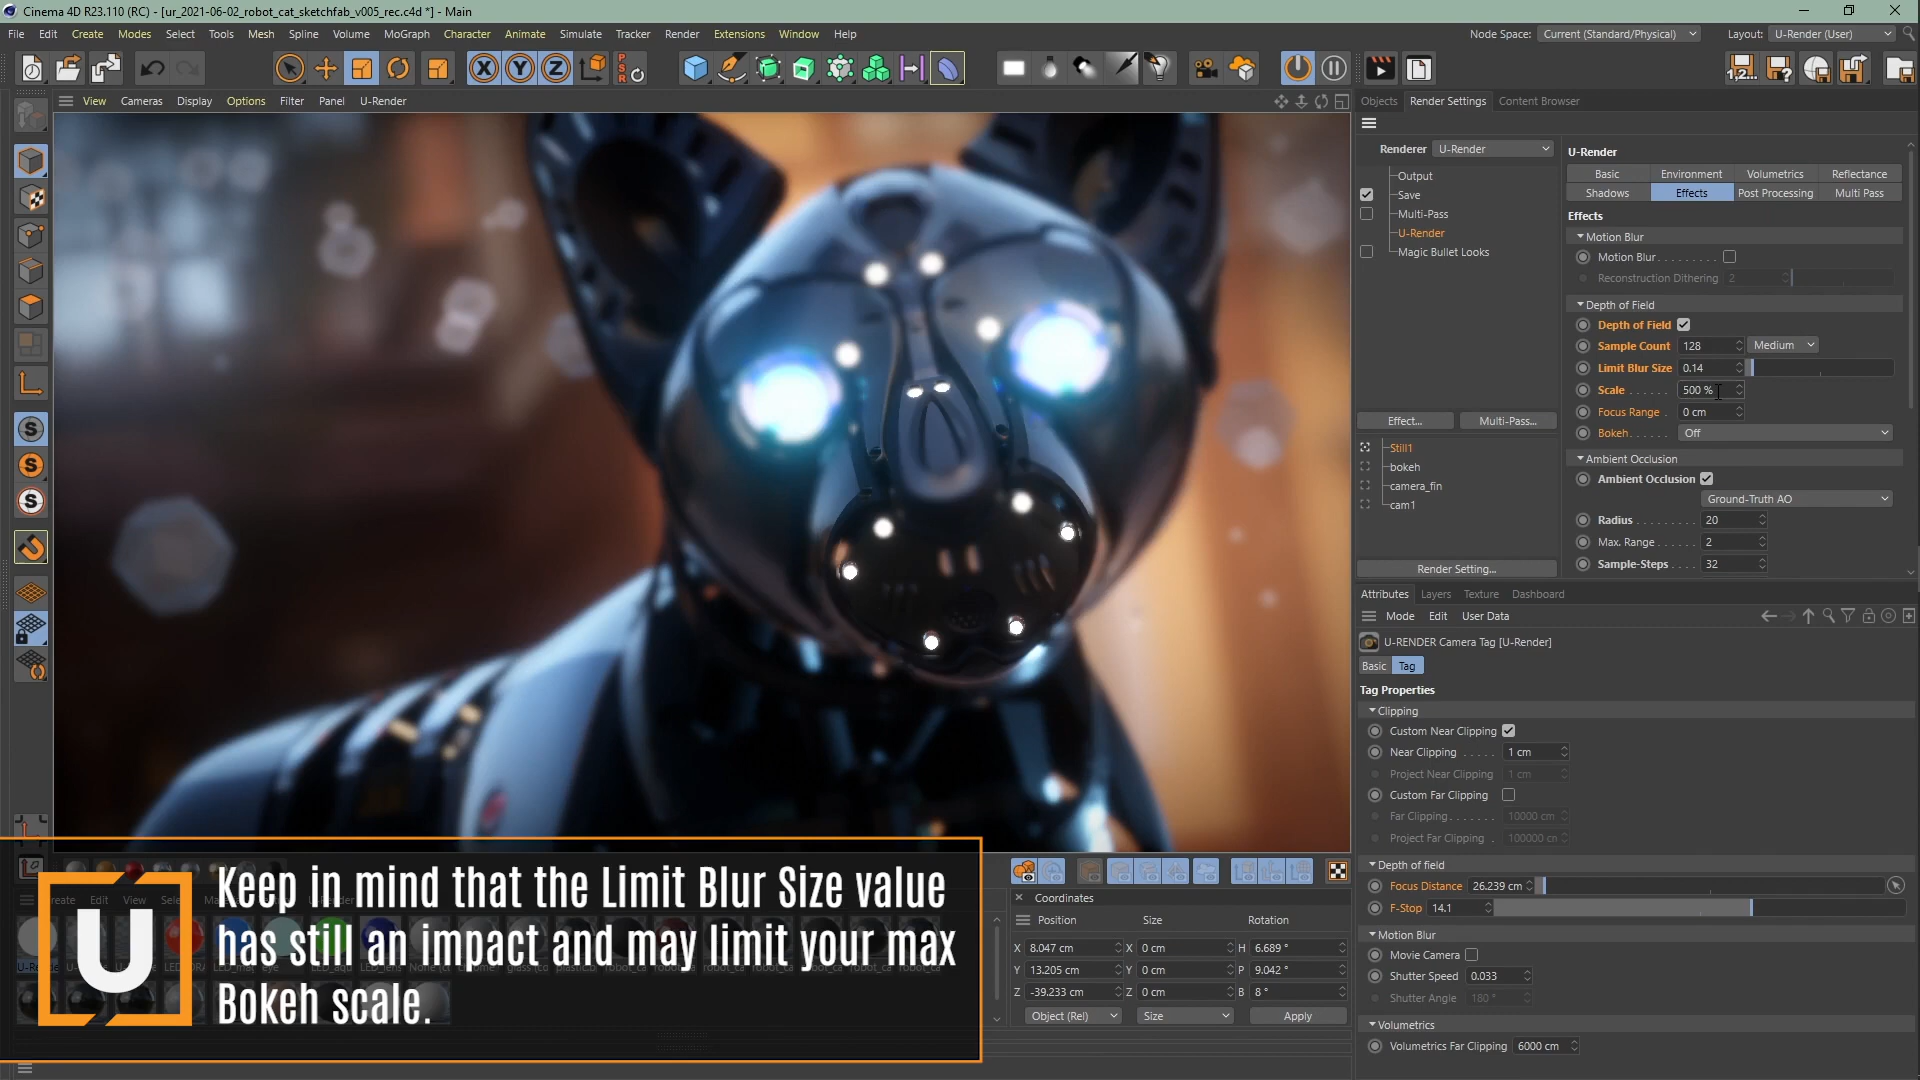 Cinema 4D R23.110 (RC) - [ur_2021-06-02_robot_cat_sketchfab_v005_rec.c4d *] - Main
File Edit Create Modes Select Tools Mesh Spline Volume MoGraph Character Animate Simulate Tracker Render Extensions Window Help
Node Space: Current (Standard/Physical) Layout: U-Render (User)
View Cameras Display Options Filter Panel U-Render
Objects Render Settings Content Browser
Renderer U-Render
Output
Save
Multi-Pass
U-Render
Magic Bullet Looks
Effect... Multi-Pass...
Still1
bokeh
camera_fin
cam1
Render Setting...
U-Render
Basic Environment Volumetrics Reflectance
Shadows Effects Post Processing Multi Pass
Effects
Motion Blur
Motion Blur
Reconstruction Dithering 2
Depth of Field
Depth of Field
Sample Count 128 Medium
Limit Blur Size 0.14
Scale 500 %
Focus Range 0 cm
Bokeh Off
Ambient Occlusion
Ambient Occlusion
Ground-Truth AO
Radius 20
Max. Range 2
Sample-Steps 32
Attributes Layers Texture Dashboard
Mode Edit User Data
U-RENDER Camera Tag [U-Render]
Basic Tag
Tag Properties
Clipping
Custom Near Clipping
Near Clipping 1 cm
Project Near Clipping 1 cm
Custom Far Clipping
Far Clipping 10000 cm
Project Far Clipping 100000 cm
Depth of field
Focus Distance 26.239 cm
F-Stop 14.1
Motion Blur
Movie Camera
Shutter Speed 0.033
Shutter Angle 180 °
Volumetrics
Volumetrics Far Clipping 6000 cm
Coordinates
Position Size Rotation
X 8.047 cm X 0 cm H 6.689 °
Y 13.205 cm Y 0 cm P 9.042 °
Z -39.233 cm Z 0 cm B 8 °
Object (Rel) Size Apply
U
Keep in mind that the Limit Blur Size value
has still an impact and may limit your max
Bokeh scale.